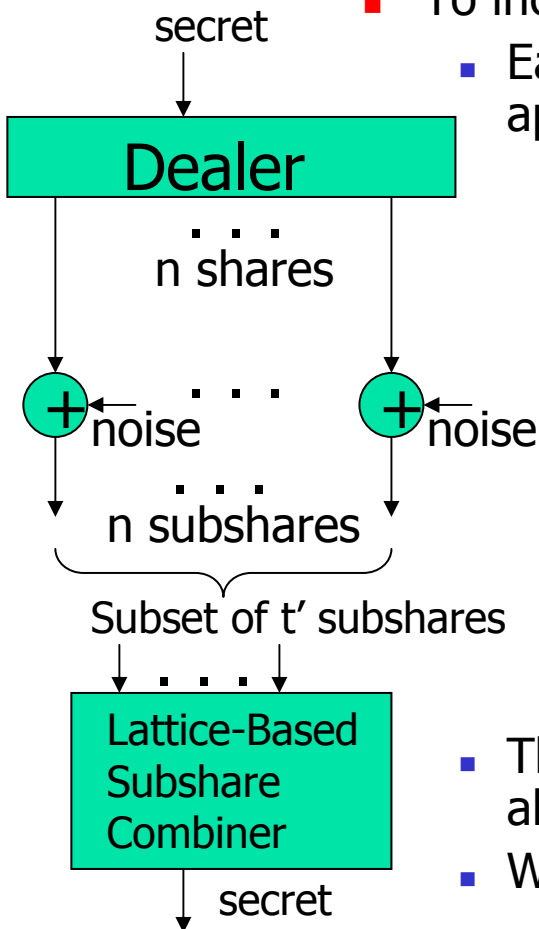 secret
Dealer
. . .
n shares
+ noise . . . + noise
. . .
n subshares
Subset of t’ subshares
. . .
Lattice-Based
Subshare
Combiner
secret